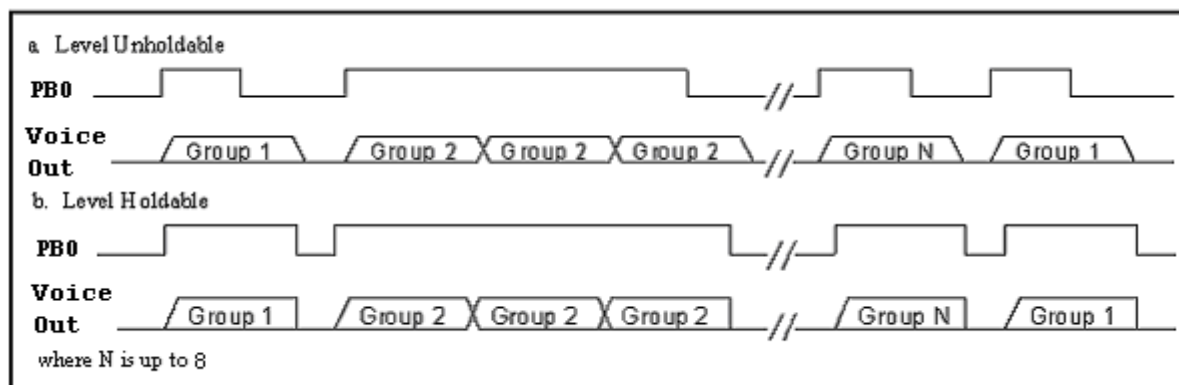 a. Level Unholdable
PB0
Voice
Out
Group 1 Group 2 Group 2 Group 2 // Group N Group 1
b. Level Holdable
PB0
Voice
Out
Group 1 Group 2 Group 2 Group 2 // Group N Group 1
where N is up to 8